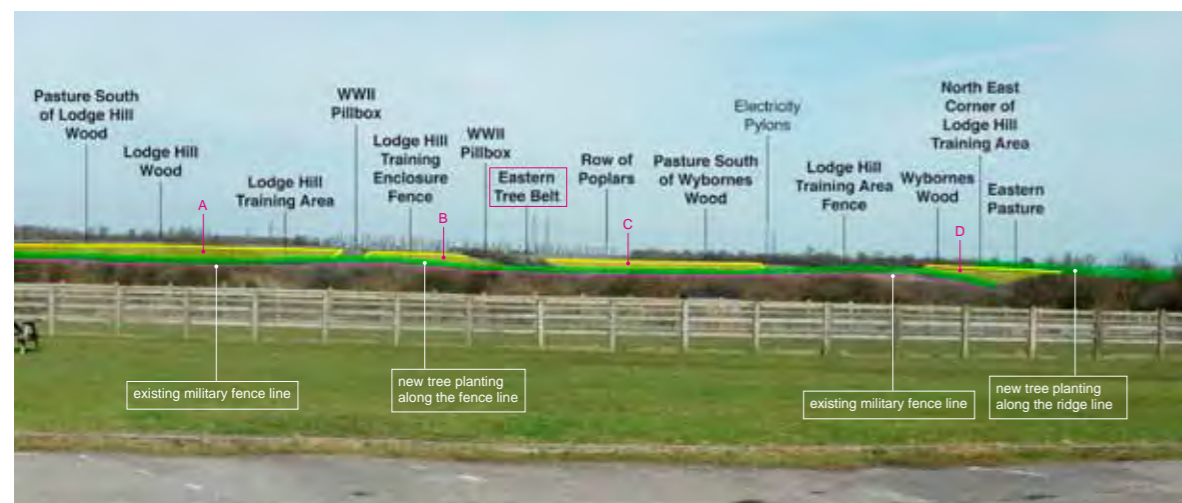 Pasture South
of Lodge Hill
Wood
Lodge Hill
Wood
Lodge Hill
Training Area
WWII
Pillbox
Lodge Hill
Training
Enclosure
Fence
WWII
Pillbox
Eastern
Tree Belt
Row of
Poplars
Pasture South
of Wybornes
Wood
Electricity
Pylons
Lodge Hill
Training Area
Fence
Wybornes
Wood
North East
Corner of
Lodge Hill
Training Area
Eastern
Pasture
A
B
C
D
existing military fence line
new tree planting
along the fence line
existing military fence line
new tree planting
along the ridge line